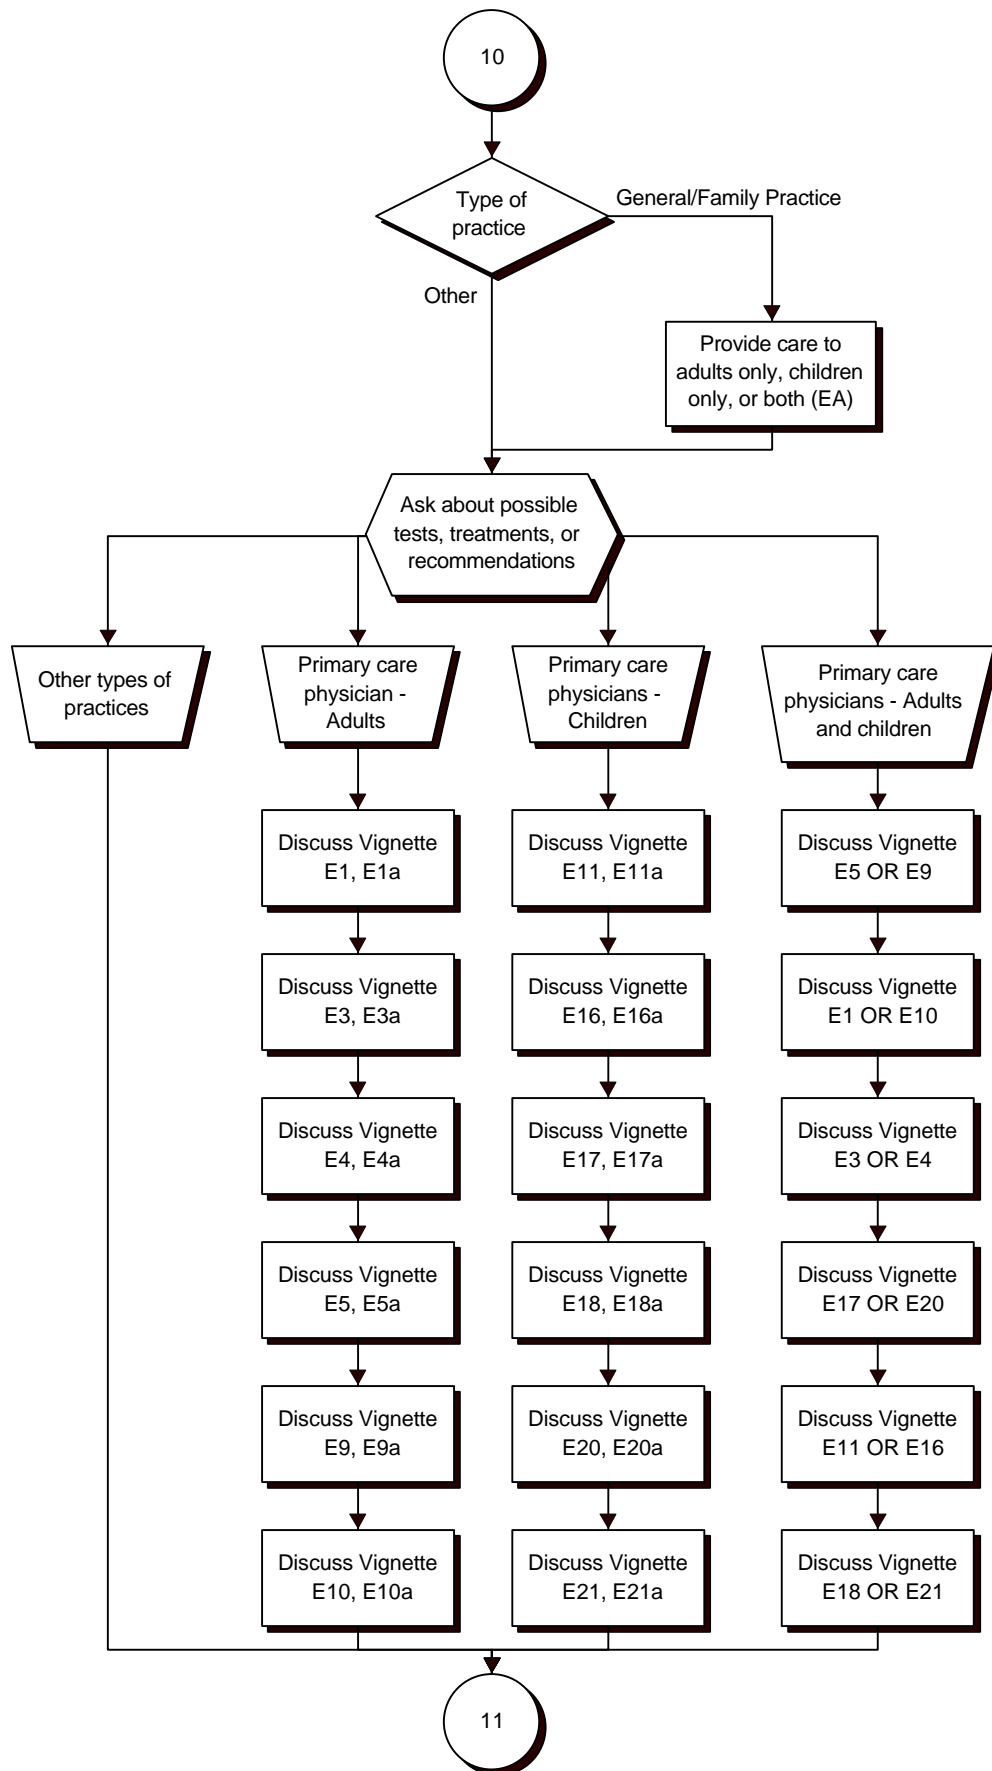 10
Type of
practice
General/Family Practice
Other
Provide care to
adults only, children
only, or both (EA)
Ask about possible
tests, treatments, or
recommendations
Other types of
practices
Primary care
physician -
Adults
Primary care
physicians -
Children
Primary care
physicians - Adults
and children
Discuss Vignette
E1, E1a
Discuss Vignette
E11, E11a
Discuss Vignette
E5 OR E9
Discuss Vignette
E3, E3a
Discuss Vignette
E16, E16a
Discuss Vignette
E1 OR E10
Discuss Vignette
E4, E4a
Discuss Vignette
E17, E17a
Discuss Vignette
E3 OR E4
Discuss Vignette
E5, E5a
Discuss Vignette
E18, E18a
Discuss Vignette
E17 OR E20
Discuss Vignette
E9, E9a
Discuss Vignette
E20, E20a
Discuss Vignette
E11 OR E16
Discuss Vignette
E10, E10a
Discuss Vignette
E21, E21a
Discuss Vignette
E18 OR E21
11